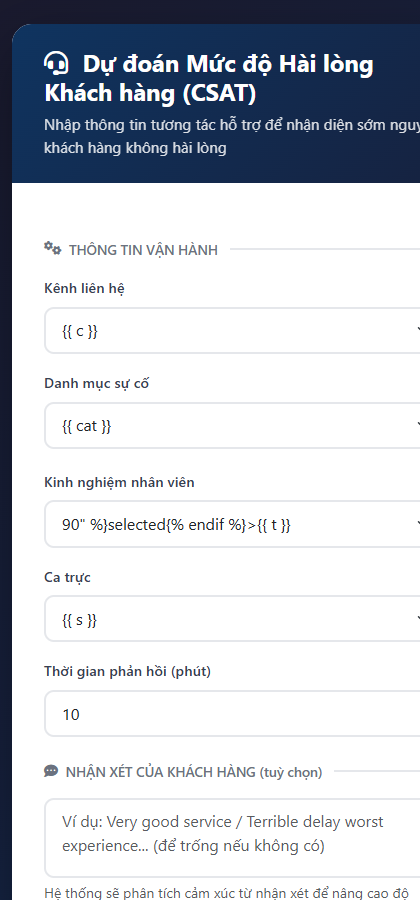 Dự đoán Mức độ Hài lòng
Khách hàng (CSAT)
Nhập thông tin tương tác hỗ trợ để nhận diện sớm nguy
khách hàng không hài lòng
THÔNG TIN VẬN HÀNH
Kênh liên hệ
{{ c }}
Danh mục sự cố
{{ cat }}
Kinh nghiệm nhân viên
90" %}selected{% endif %}>{{ t }}
Ca trực
{{ s }}
Thời gian phản hồi (phút)
10
NHẬN XÉT CỦA KHÁCH HÀNG (tuỳ chọn)
Ví dụ: Very good service / Terrible delay worst
experience... (để trống nếu không có)
Hệ thống sẽ phân tích cảm xúc từ nhận xét để nâng cao độ